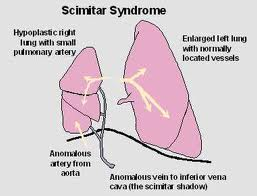 Scimitar Syndrome
Hypoplastic right
lung with small
pulmonary artery
Enlarged left lung
with normally
located vessels
Anomalous
artery from
aorta
Anomalous vein to inferior vena
cava (the scimitar shadow)